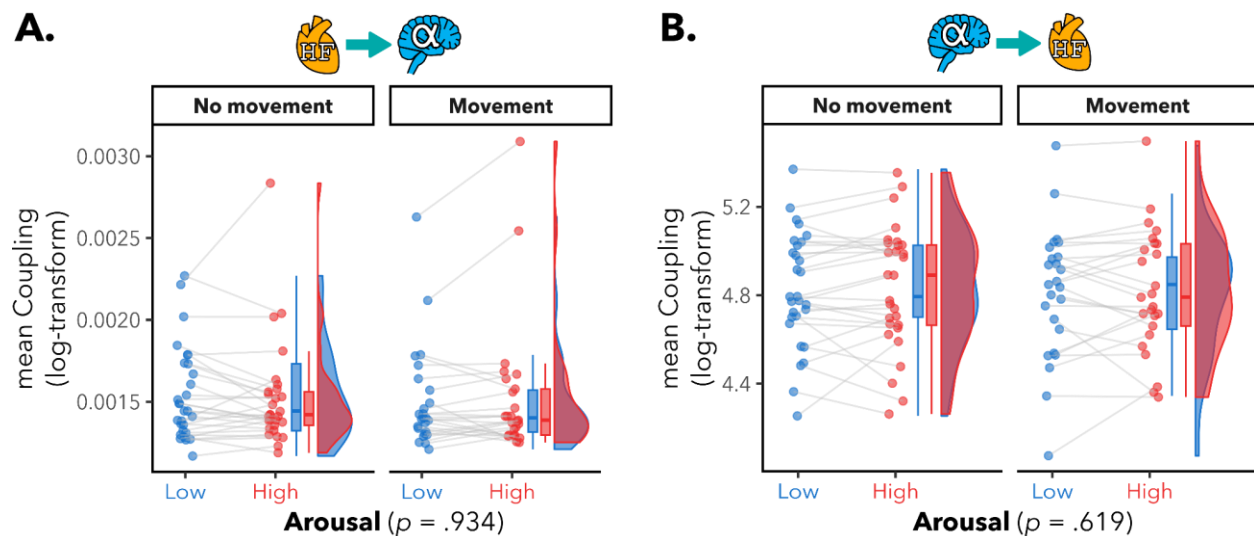 A.
HF α
No movement Movement
mean Coupling
(log-transform)
0.0030
0.0025
0.0020
0.0015
Low High Low High
Arousal (p = .934)
B.
α HF
No movement Movement
mean Coupling
(log-transform)
5.2
4.8
4.4
Low High Low High
Arousal (p = .619)